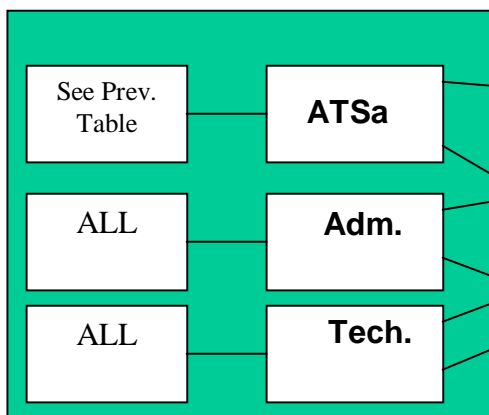 See Prev.
Table
ATSa
ALL
Adm.
ALL
Tech.